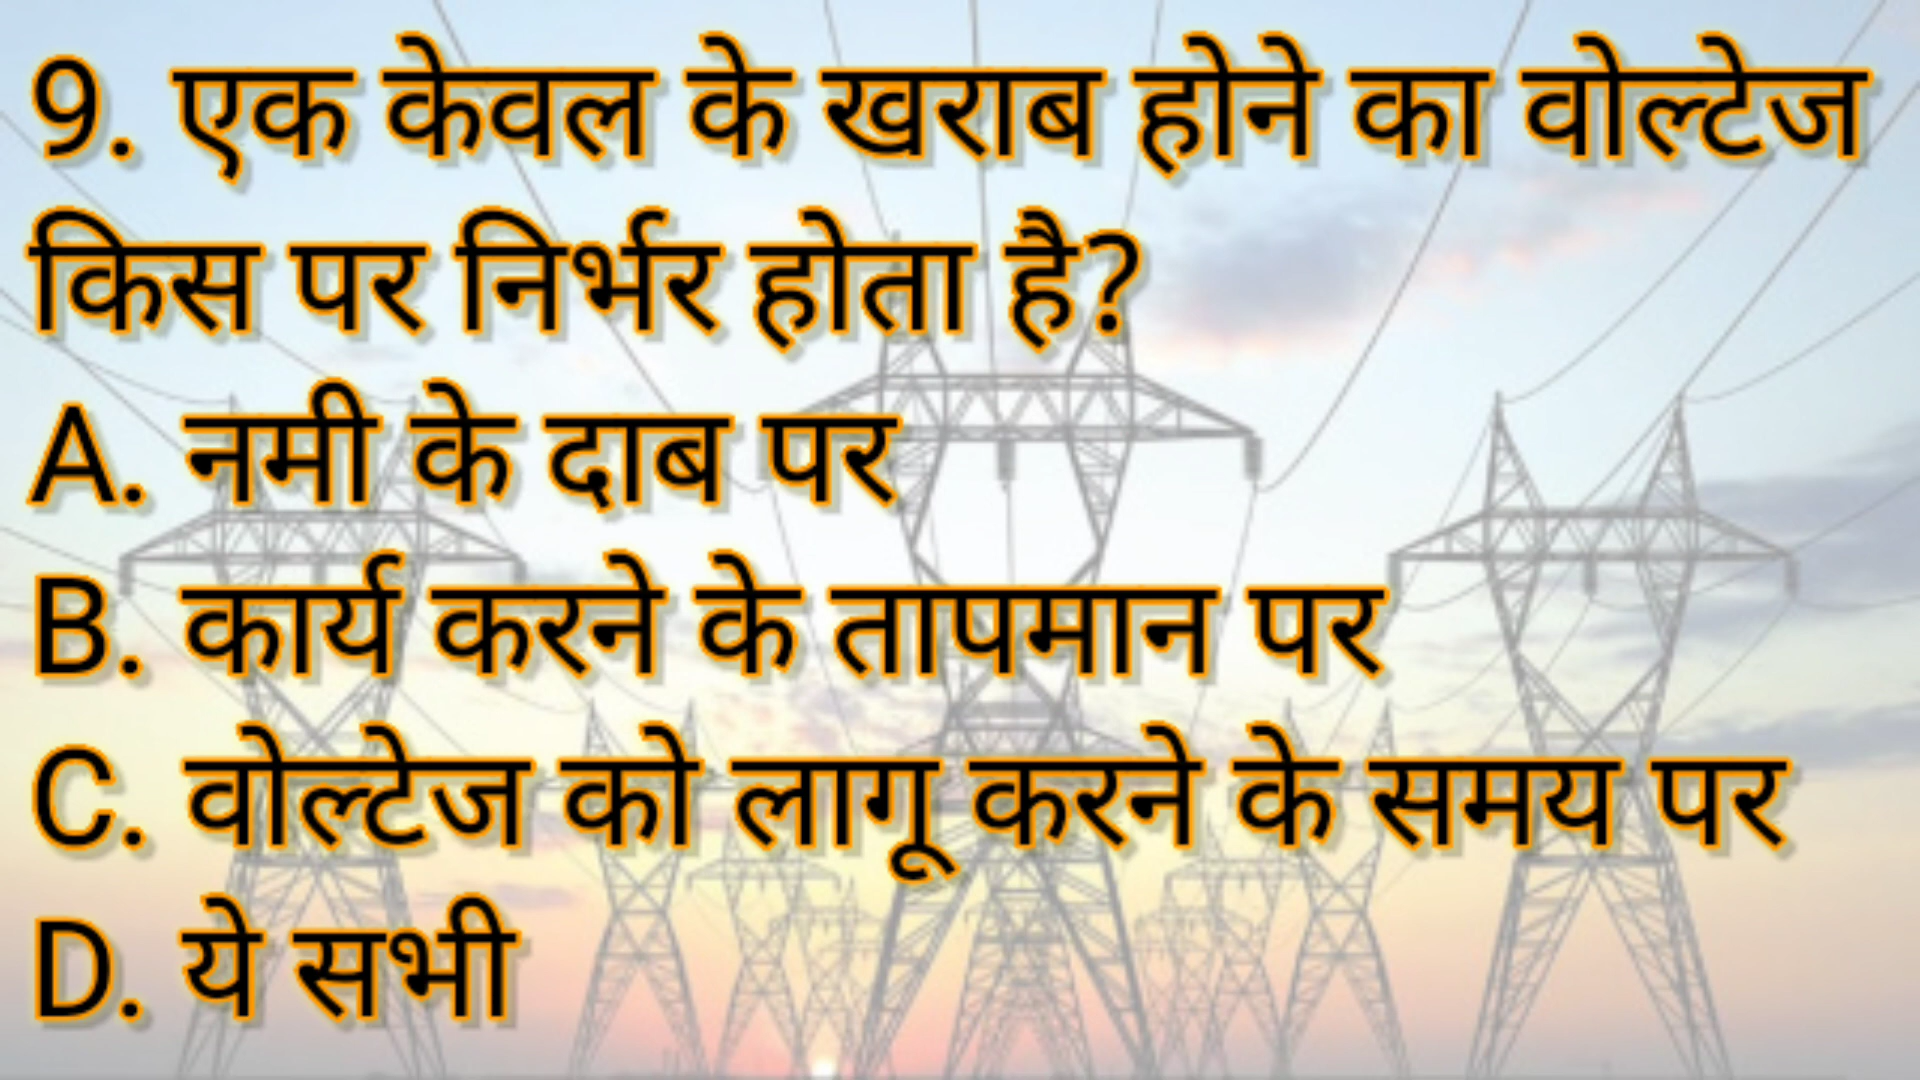 9. एक केवल के खराब होने का वोल्टेज
किस पर निर्भर होता है?
A. नमी के दाब पर
B. कार्य करने के तापमान पर
C. वोल्टेज को लागू करने के समय पर
D. ये सभी